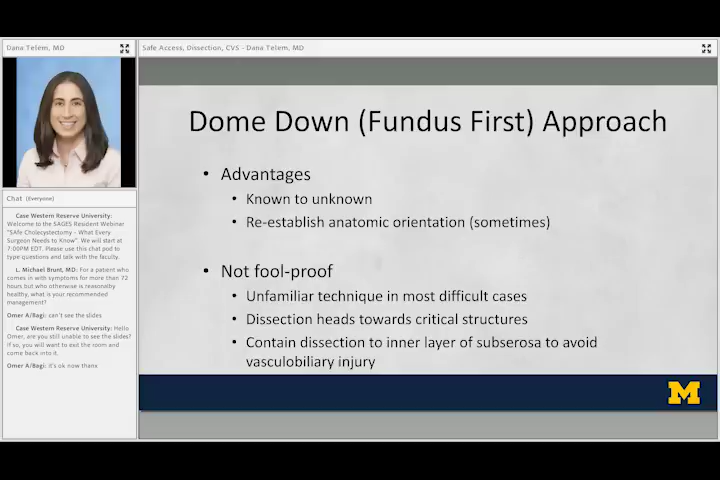 Dana Telem, MD
Safe Access, Dissection, CVS - Dana Telem, MD
Chat (Everyone)
Case Western Reserve University:
Welcome to the SAGES Resident Webinar
"SAfe Cholecystectomy - What Every
Surgeon Needs to Know". We will start at
7:00PM EDT. Please use this chat pod to
type questions and talk with the faculty.
L. Michael Brunt, MD: For a patient who
comes in with symptoms for more than 72
hours but who otherwise is reasonably
healthy, what is your recommended
management?
Omer A/Bagi: can't see the slides
Case Western Reserve University: Hello
Omer, are you still unable to see the slides?
If so, you will want to exit the room and
come back into it.
Omer A/Bagi: it's ok now thanx
Dome Down (Fundus First) Approach
• Advantages
• Known to unknown
• Re-establish anatomic orientation (sometimes)
• Not fool-proof
• Unfamiliar technique in most difficult cases
• Dissection heads towards critical structures
• Contain dissection to inner layer of subserosa to avoid
vasculobiliary injury
M